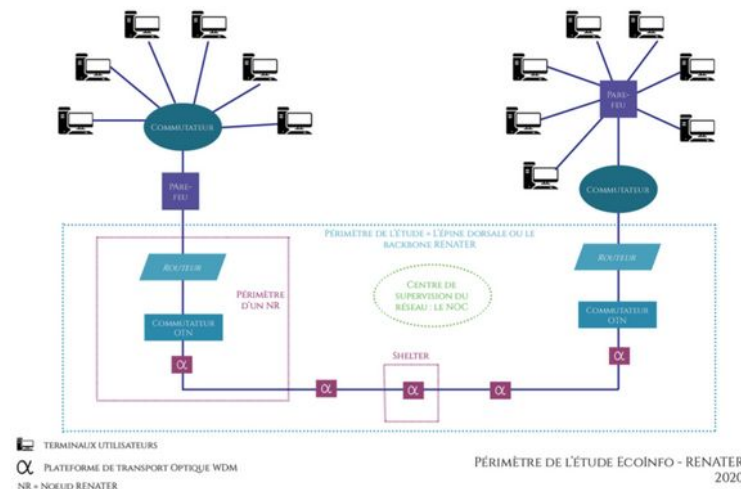 COMMUTATEUR
PARE-
FEU
PARE-
FEU
COMMUTATEUR
PÉRIMÈTRE DE L'ÉTUDE = L'ÉPINE DORSALE OU LE
BACKBONE RENATER
ROUTEUR
PÉRIMÈTRE
D'UN NR
CENTRE DE
SUPERVISION DU
RÉSEAU : LE NOC
ROUTEUR
COMMUTATEUR
OTN
COMMUTATEUR
OTN
SHELTER
α
α
α
α
α
TERMINAUX UTILISATEURS
α PLATEFORME DE TRANSPORT OPTIQUE WDM
NR = NOEUD RENATER
PÉRIMÈTRE DE L'ÉTUDE ECOINFO - RENATER
2020